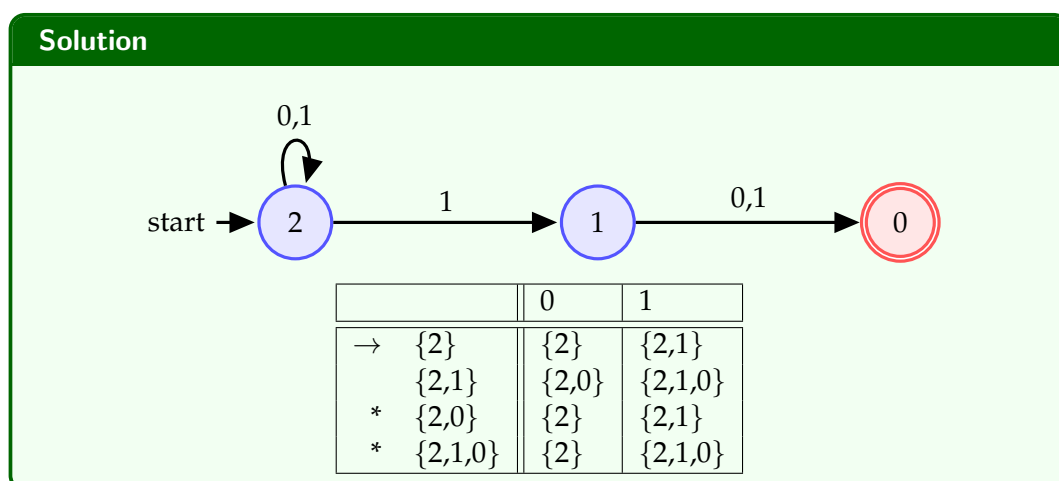 Solution
0,1
start 2 1 1 0,1 0
0 1
→ {2} {2} {2,1}
{2,1} {2,0} {2,1,0}
* {2,0} {2} {2,1}
* {2,1,0} {2} {2,1,0}